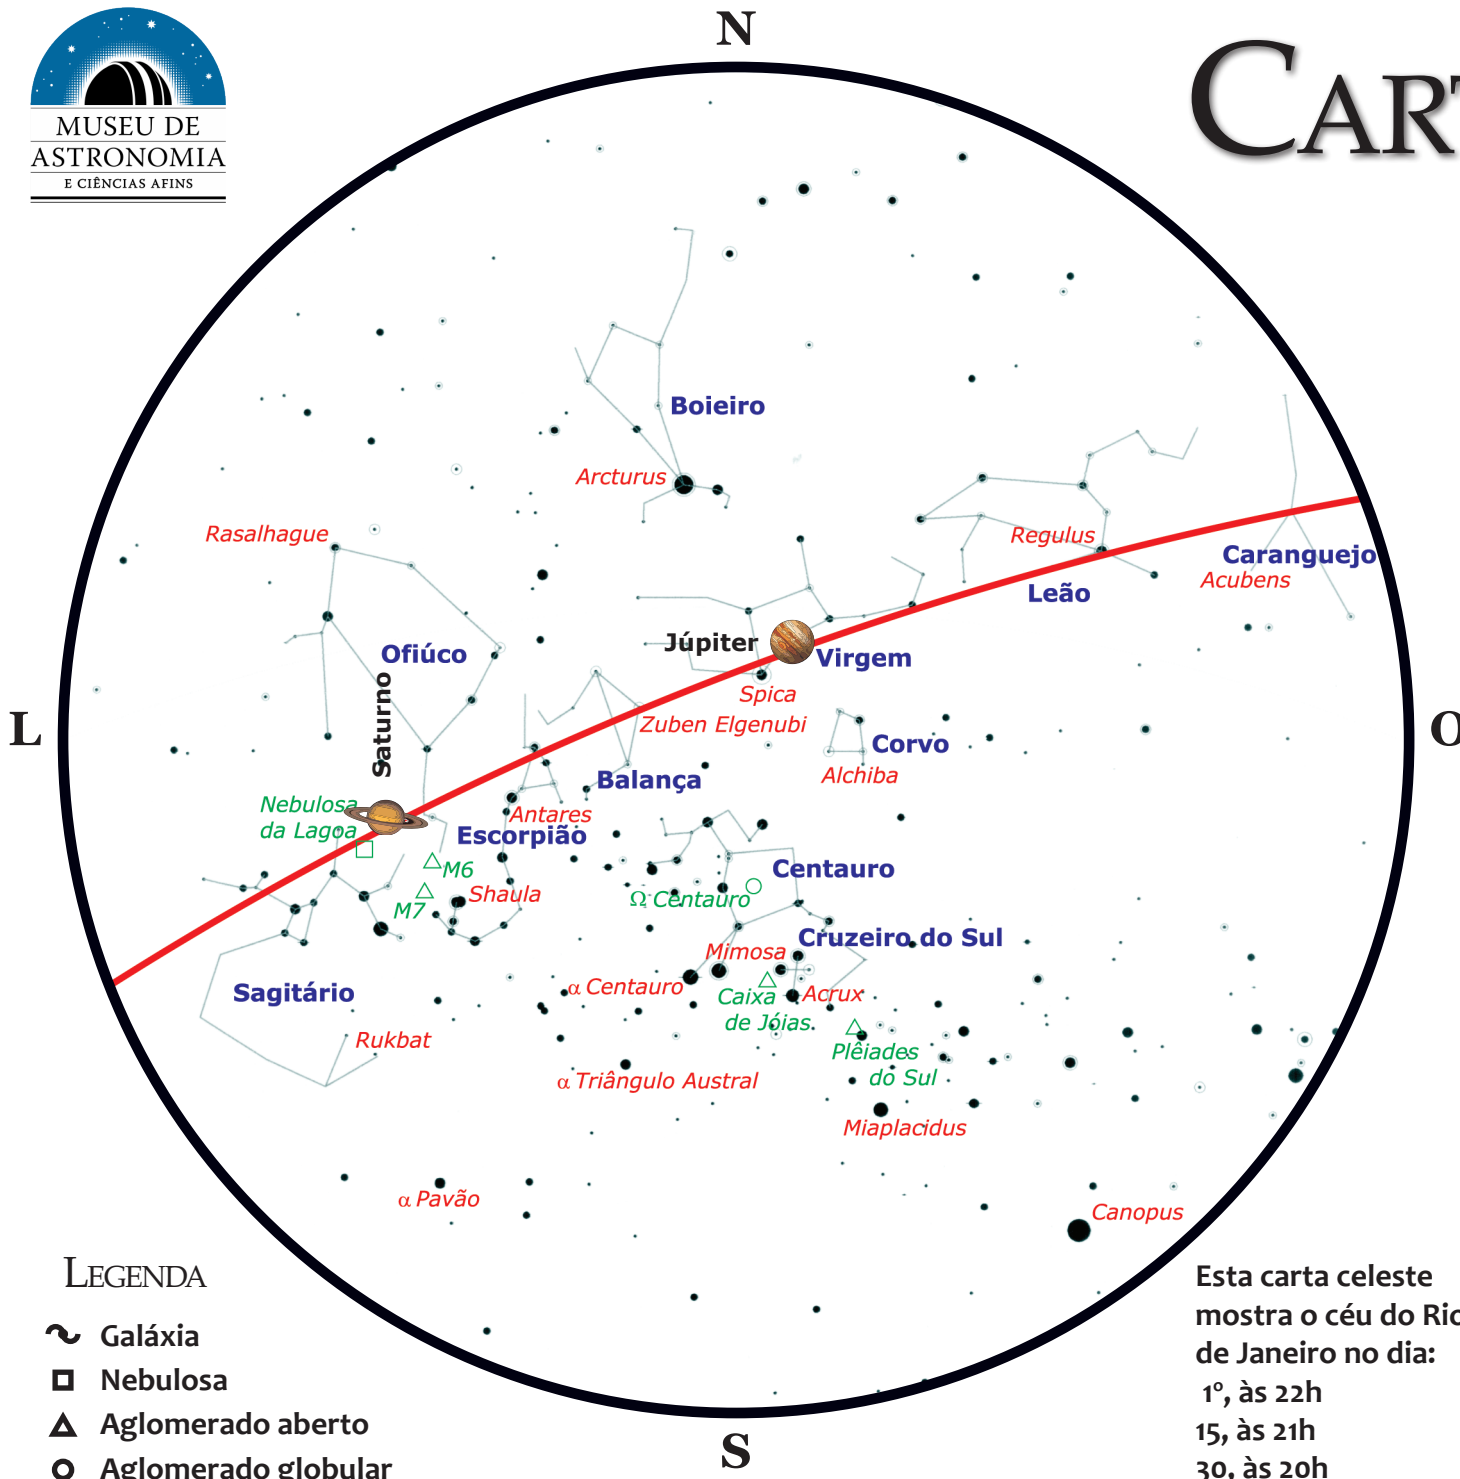 N
MUSEU DE
ASTRONOMIA
E CIÊNCIAS AFINS
CART
Boieiro
Arcturus
Rasalhague
Regulus
Caranguejo
Acubens
Leão
Ofiúco
Júpiter
Virgem
Spica
Saturno
Zuben Elgenubi
L
O
Corvo
Alchiba
Balança
Nebulosa
da Lagoa
Antares
Escorpião
M6
Centauro
Shaula
Ω Centauro
M7
Cruzeiro do Sul
Mimosa
Sagitário
α Centauro
Caixa
de Jóias
Acrux
Rukbat
Plêiades
do Sul
α Triângulo Austral
Miaplacidus
α Pavão
Canopus
LEGENDA
Galáxia
Nebulosa
Aglomerado aberto
Aglomerado globular
S
Esta carta celeste
mostra o céu do Rio
de Janeiro no dia:
1º, às 22h
15, às 21h
30, às 20h